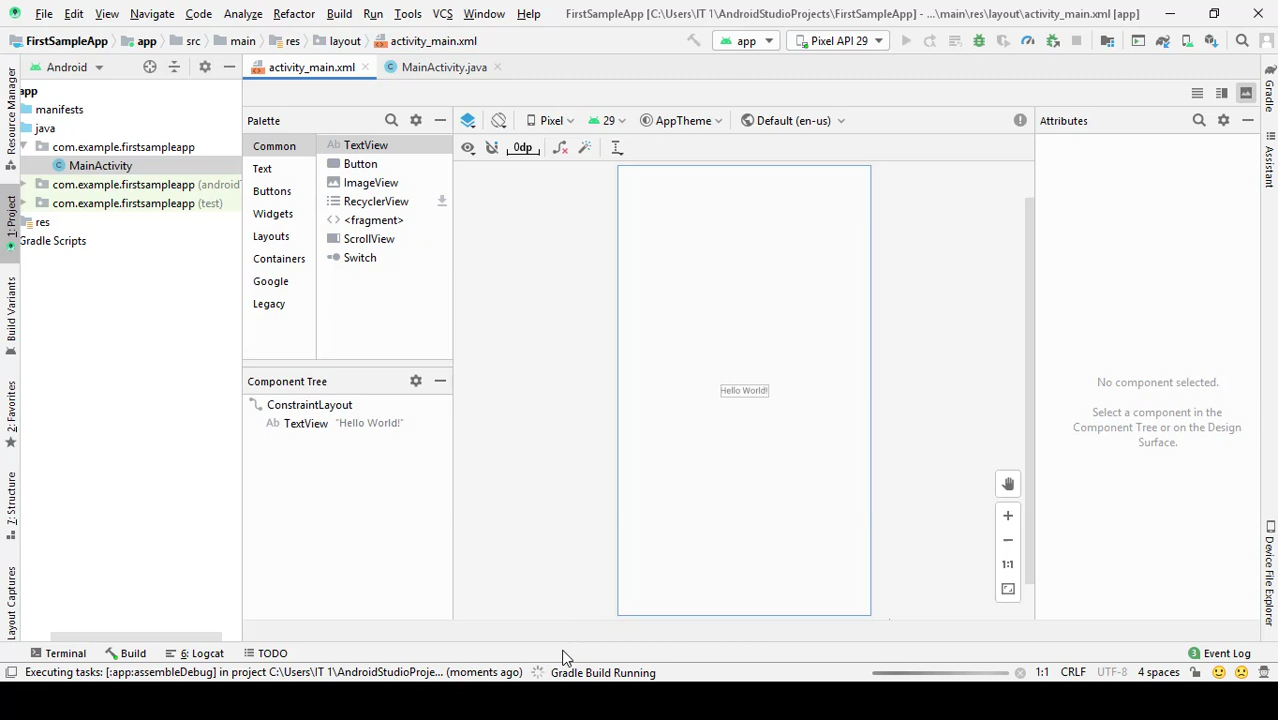 File Edit View Navigate Code Analyze Refactor Build Run Tools VCS Window Help FirstSampleApp [C:\Users\IT 1\AndroidStudioProjects\FirstSampleApp] - ...\main\res\layout\activity_main.xml [app]
FirstSampleApp app src main res layout activity_main.xml app Pixel API 29
Android activity_main.xml MainActivity.java
app
manifests
java
com.example.firstsampleapp
MainActivity
com.example.firstsampleapp (android
com.example.firstsampleapp (test)
res
Gradle Scripts
Resource Manager
1: Project
Build Variants
2: Favorites
7: Structure
Layout Captures
Palette
Common
Text
Buttons
Widgets
Layouts
Containers
Google
Legacy
Ab TextView
Button
ImageView
RecyclerView
<fragment>
ScrollView
Switch
Component Tree
ConstraintLayout
Ab TextView "Hello World!"
Pixel 29 AppTheme Default (en-us)
0dp
Hello World!
1:1
Attributes
No component selected.
Select a component in the
Component Tree or on the Design
Surface.
Gradle
Assistant
Device File Explorer
Terminal Build 6: Logcat TODO 3 Event Log
Executing tasks: [:app:assembleDebug] in project C:\Users\IT 1\AndroidStudioProje... (moments ago) Gradle Build Running 1:1 CRLF UTF-8 4 spaces